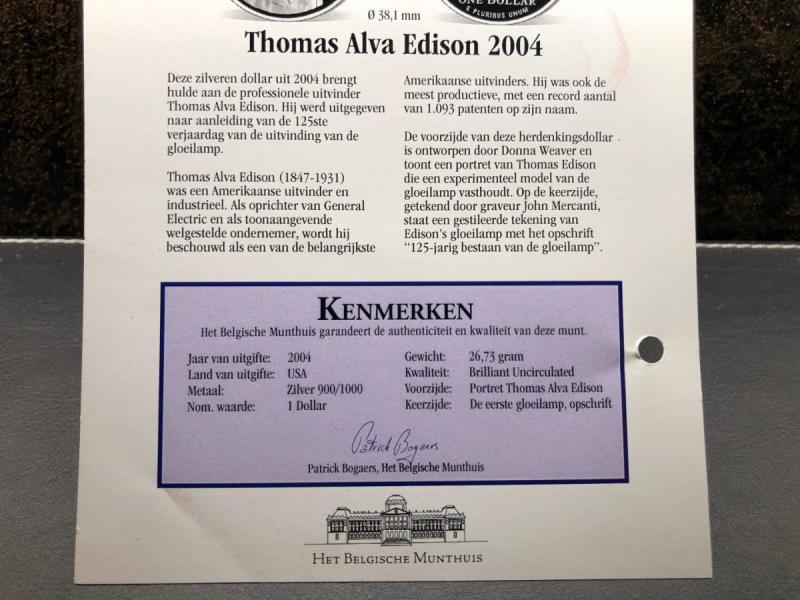 ONE DOLLAR
E PLURIBUS UNUM
Ø 38,1 mm
Thomas Alva Edison 2004
Deze zilveren dollar uit 2004 brengt
hulde aan de professionele uitvinder
Thomas Alva Edison. Hij werd uitgegeven
naar aanleiding van de 125ste
verjaardag van de uitvinding van de
gloeilamp.
Thomas Alva Edison (1847-1931)
was een Amerikaanse uitvinder en
industrieel. Als oprichter van General
Electric en als toonaangevende
welgestelde ondernemer, wordt hij
beschouwd als een van de belangrijkste
Amerikaanse uitvinders. Hij was ook de
meest productieve, met een record aantal
van 1.093 patenten op zijn naam.
De voorzijde van deze herdenkingsdollar
is ontworpen door Donna Weaver en
toont een portret van Thomas Edison
die een experimenteel model van de
gloeilamp vasthoudt. Op de keerzijde,
getekend door graveur John Mercanti,
staat een gestileerde tekening van
Edison's gloeilamp met het opschrift
“125-jarig bestaan van de gloeilamp”.
KENMERKEN
Het Belgische Munthuis garandeert de authenticiteit en kwaliteit van deze munt.
Jaar van uitgifte: 2004
Land van uitgifte: USA
Metaal: Zilver 900/1000
Nom. waarde: 1 Dollar
Gewicht: 26,73 gram
Kwaliteit: Brilliant Uncirculated
Voorzijde: Portret Thomas Alva Edison
Keerzijde: De eerste gloeilamp, opschrift
Patrick Bogaers
Patrick Bogaers, Het Belgische Munthuis
HET BELGISCHE MUNTHUIS